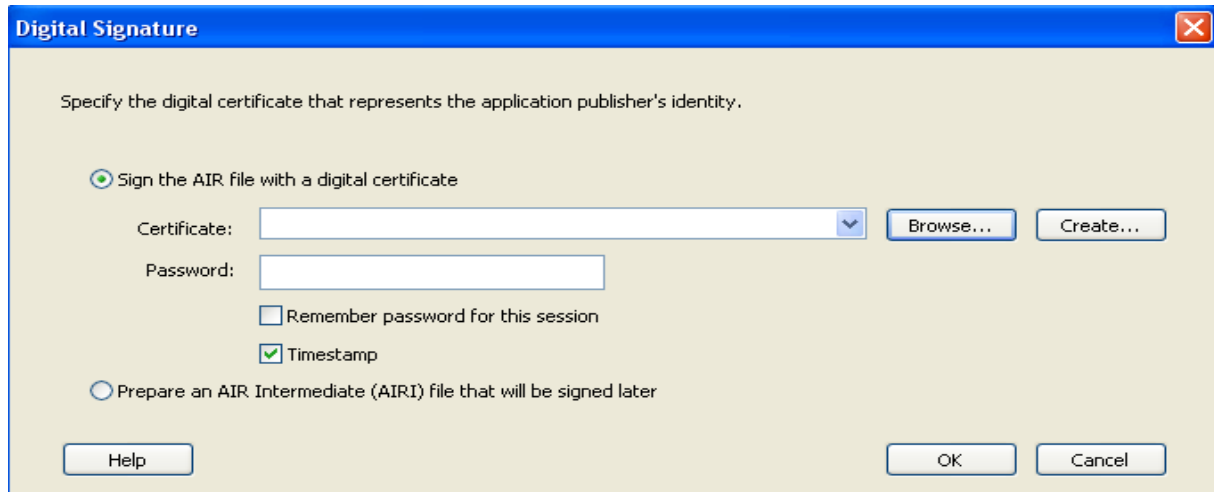 Digital Signature
Specify the digital certificate that represents the application publisher's identity.
Sign the AIR file with a digital certificate
Certificate: Browse... Create...
Password:
Remember password for this session
Timestamp
Prepare an AIR Intermediate (AIRI) file that will be signed later
Help OK Cancel